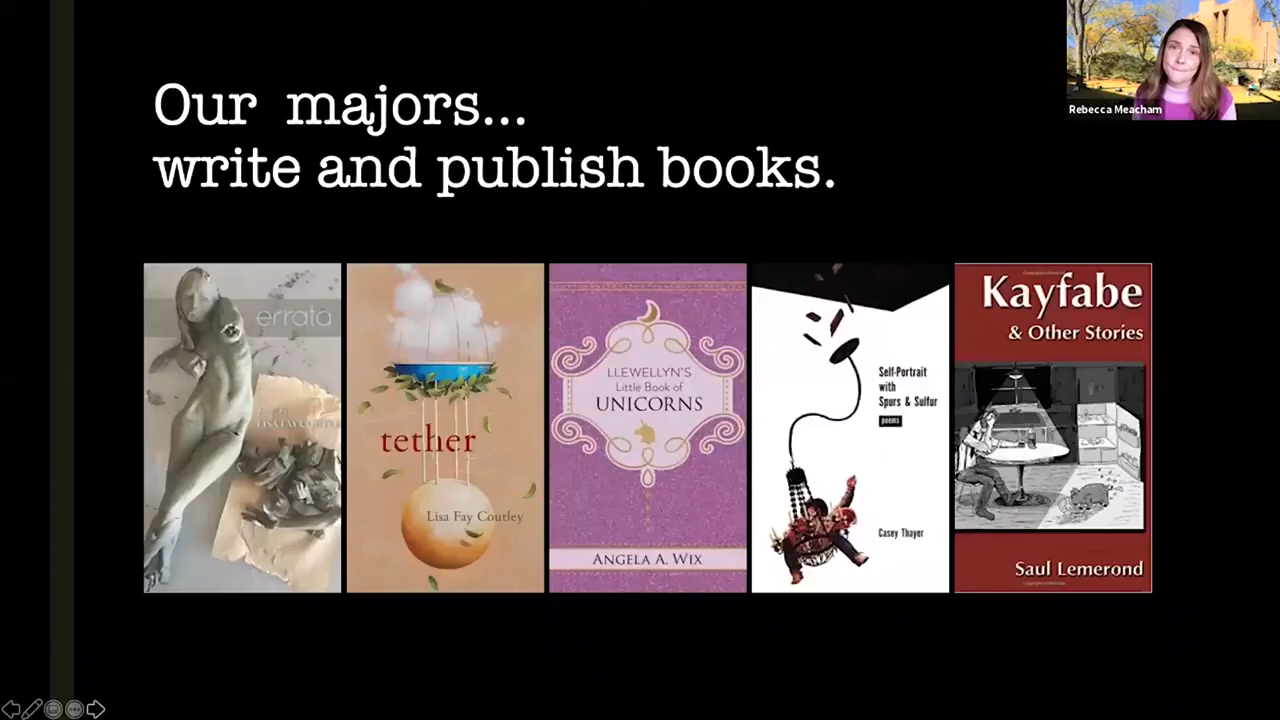 Our majors...
write and publish books.
Rebecca Meacham
errata
LISA FAY COUTLEY
tether
Lisa Fay Coutley
LLEWELLYN'S
Little Book of
UNICORNS
ANGELA A. WIX
Self-Portrait
with
Spurs & Sulfur
poems
Casey Thayer
Kayfabe
& Other Stories
Saul Lemerond